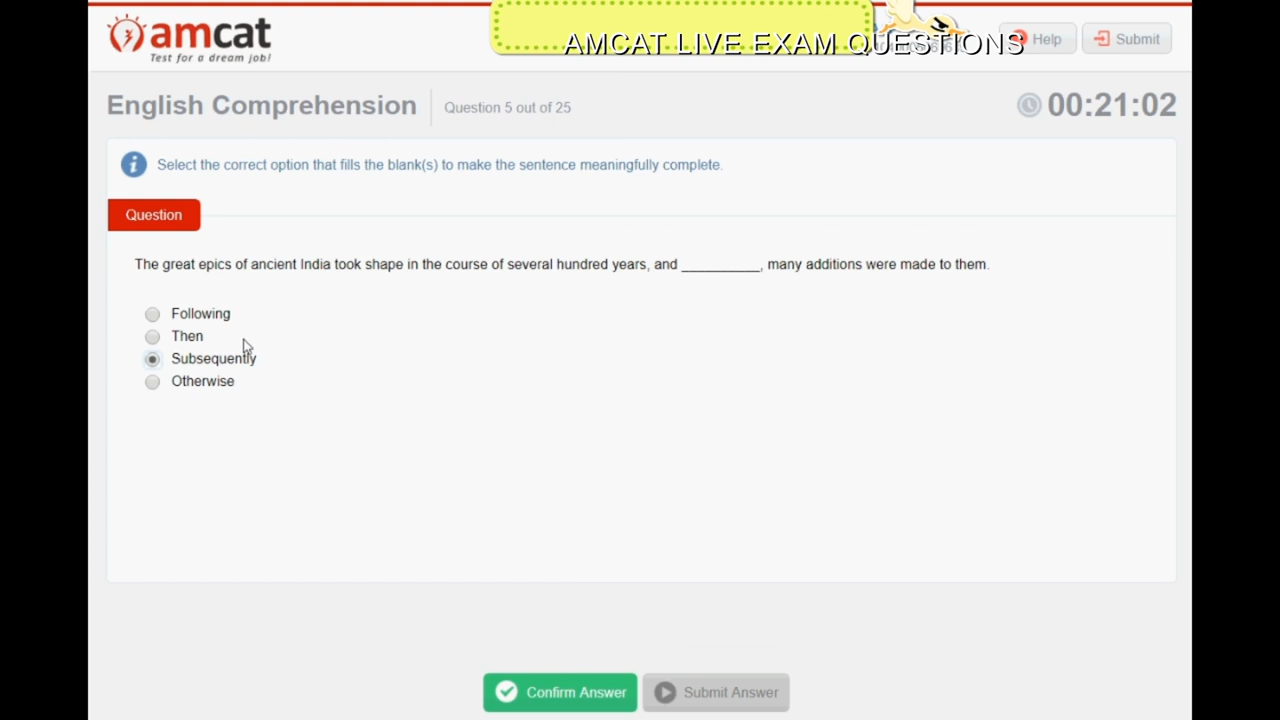 amcat
Test for a dream job!
AMCAT LIVE EXAM QUESTIONS
Help
Submit
English Comprehension
Question 5 out of 25
00:21:02
Select the correct option that fills the blank(s) to make the sentence meaningfully complete.
Question
The great epics of ancient India took shape in the course of several hundred years, and __________, many additions were made to them.
Following
Then
Subsequently
Otherwise
Confirm Answer
Submit Answer